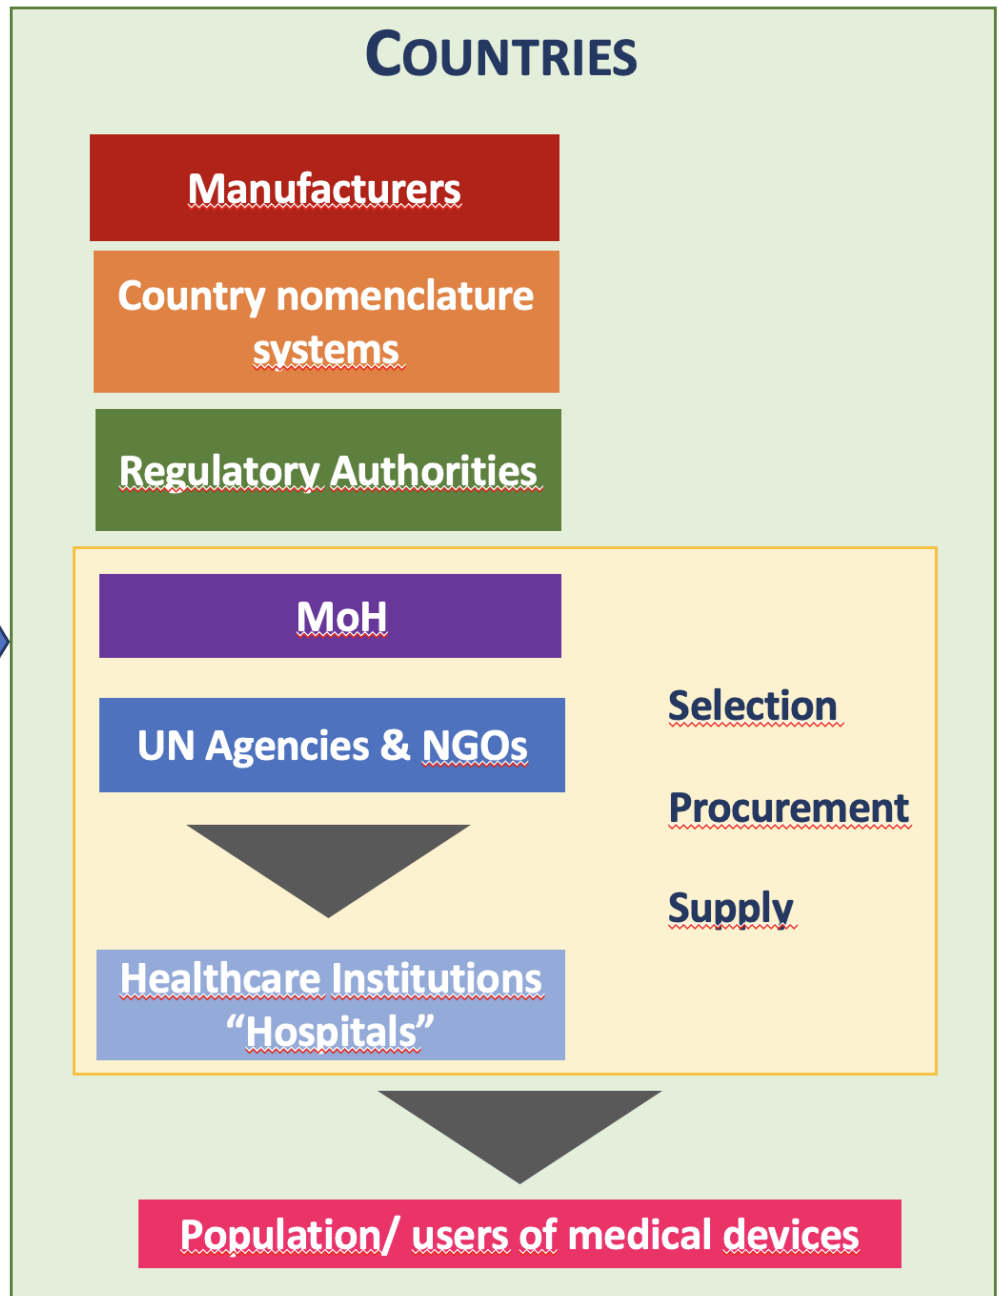 COUNTRIES
Manufacturers
Country nomenclature
systems
Regulatory Authorities
MoH
UN Agencies & NGOs
Selection
Procurement
Supply
Healthcare Institutions
“Hospitals”
Population/ users of medical devices